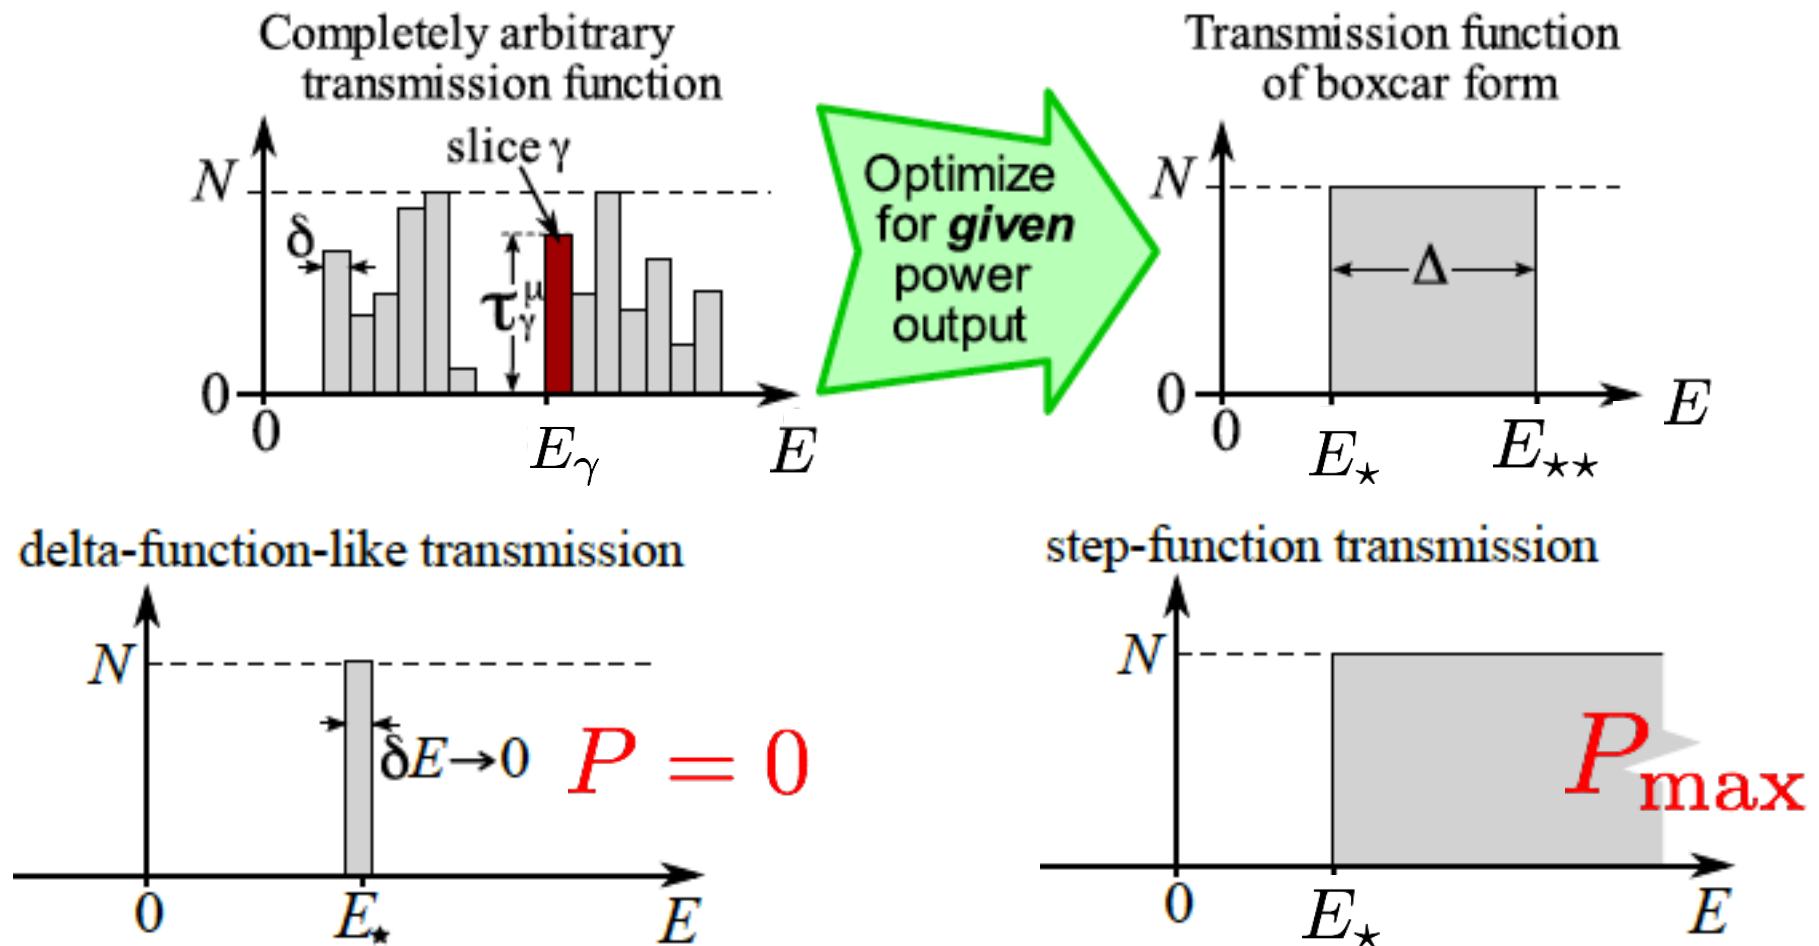 Completely arbitrary
transmission function
slice γ
N
δ
τ_γ^μ
0
0
E_γ
E
Optimize
for given
power
output
Transmission function
of boxcar form
N
Δ
0
0
E_⋆
E_⋆⋆
E
delta-function-like transmission
N
δE→0
P = 0
0
E_⋆
E
step-function transmission
N
P_max
0
E_⋆
E